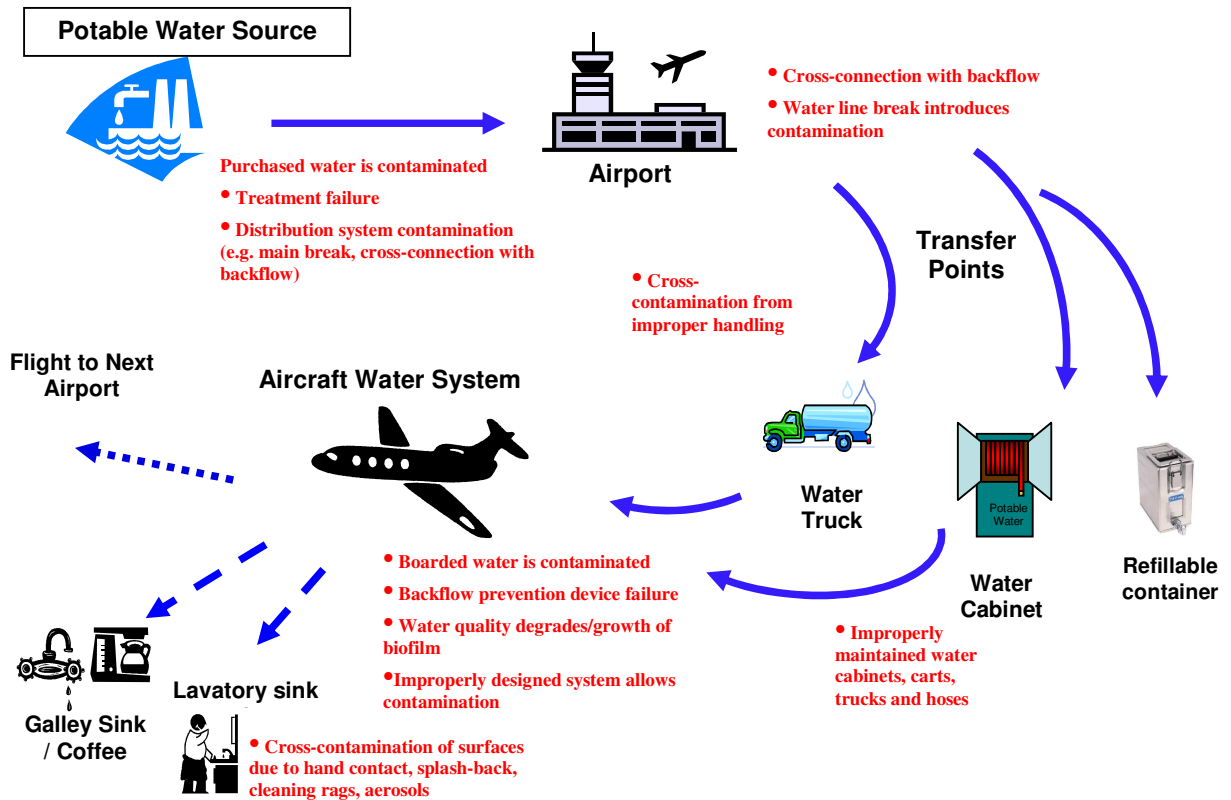 Potable Water Source
Purchased water is contaminated
• Treatment failure
• Distribution system contamination
(e.g. main break, cross-connection with
backflow)
Airport
• Cross-connection with backflow
• Water line break introduces
contamination
Transfer
Points
• Cross-
contamination from
improper handling
Flight to Next
Airport
Aircraft Water System
Water
Truck
Potable
Water
Water
Cabinet
Refillable
container
• Boarded water is contaminated
• Backflow prevention device failure
• Water quality degrades/growth of
biofilm
•Improperly designed system allows
contamination
• Improperly
maintained water
cabinets, carts,
trucks and hoses
Galley Sink
/ Coffee
Lavatory sink
• Cross-contamination of surfaces
due to hand contact, splash-back,
cleaning rags, aerosols